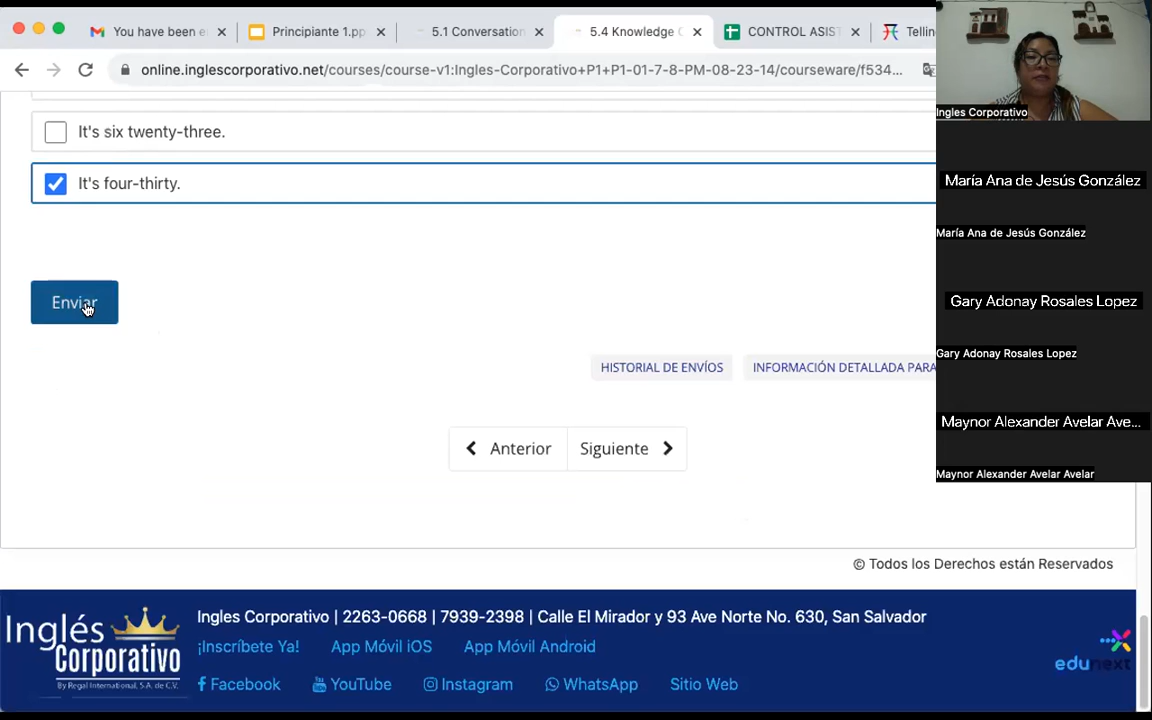 You have been e
Principiante 1.pp
5.1 Conversation
5.4 Knowledge C
CONTROL ASIST
Tellin
online.inglescorporativo.net/courses/course-v1:Ingles-Corporativo+P1+P1-01-7-8-PM-08-23-14/courseware/f534...
It's six twenty-three.
It's four-thirty.
Enviar
HISTORIAL DE ENVÍOS
INFORMACIÓN DETALLADA PARA
Anterior
Siguiente
Ingles Corporativo
María Ana de Jesús González
María Ana de Jesús González
Gary Adonay Rosales Lopez
Gary Adonay Rosales Lopez
Maynor Alexander Avelar Ave...
Maynor Alexander Avelar Avelar
© Todos los Derechos están Reservados
Inglés
Corporativo
By Regal International, S.A. de C.V.
Ingles Corporativo | 2263-0668 | 7939-2398 | Calle El Mirador y 93 Ave Norte No. 630, San Salvador
¡Inscríbete Ya!
App Móvil iOS
App Móvil Android
Facebook
YouTube
Instagram
WhatsApp
Sitio Web
edunext